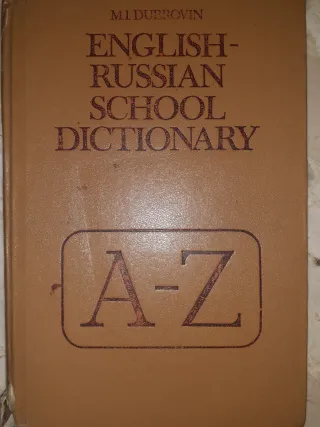 M.I.DUBROVIN
ENGLISH-
RUSSIAN
SCHOOL
DICTIONARY
A-Z